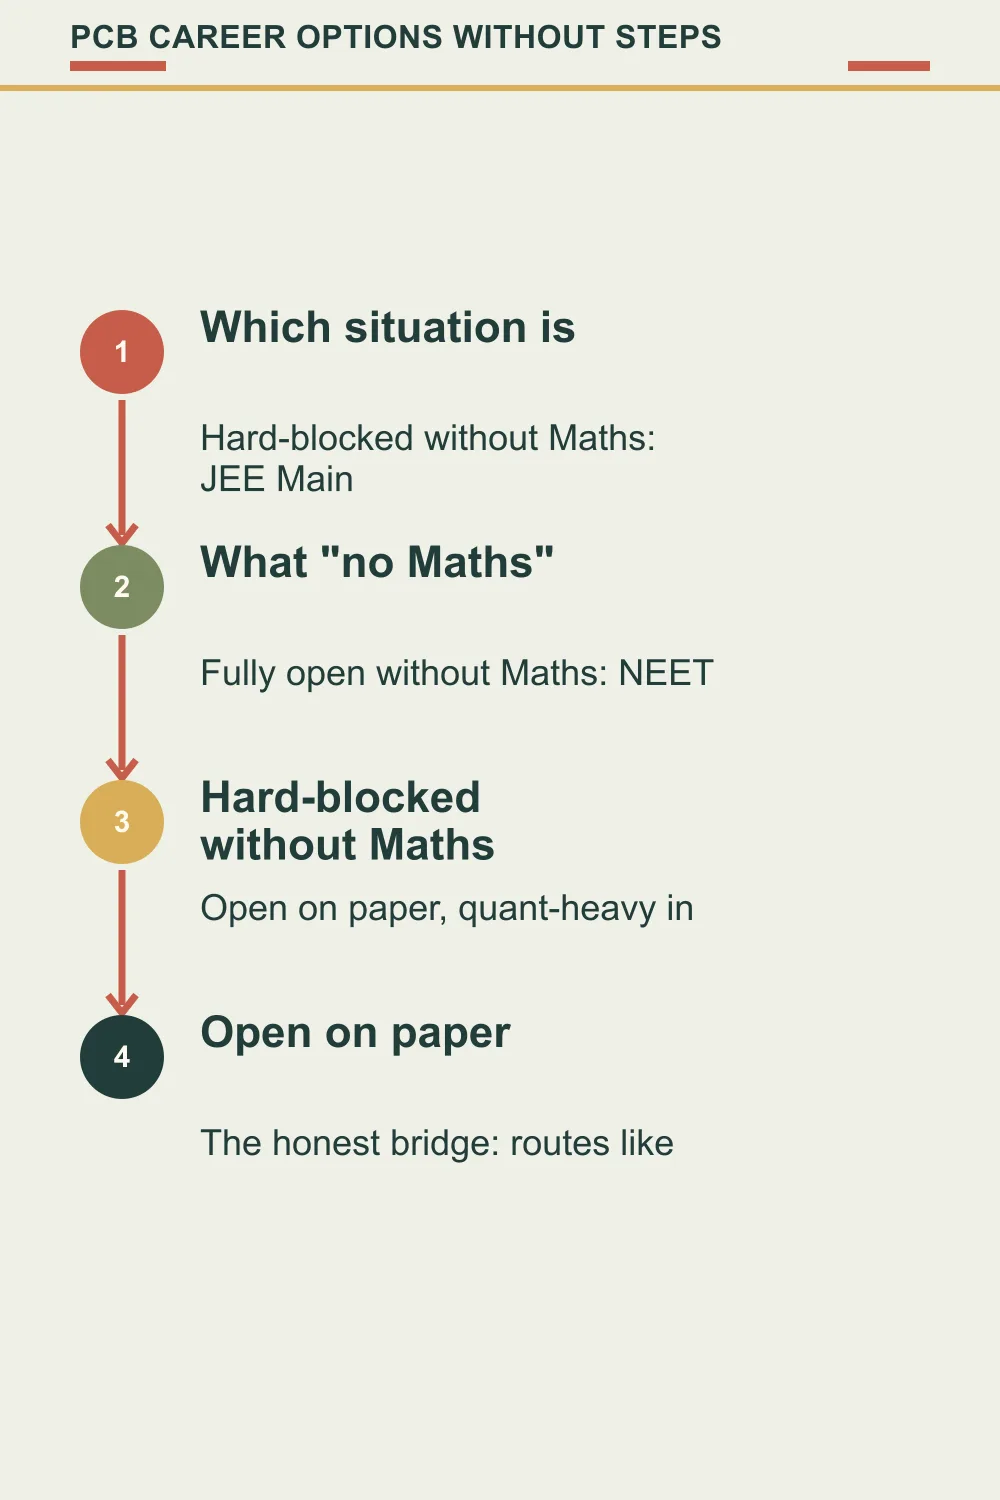 PCB CAREER OPTIONS WITHOUT STEPS
1
Which situation is
Hard-blocked without Maths:
JEE Main
2
What "no Maths"
Fully open without Maths: NEET
3
Hard-blocked
without Maths
Open on paper, quant-heavy in
4
Open on paper
The honest bridge: routes like